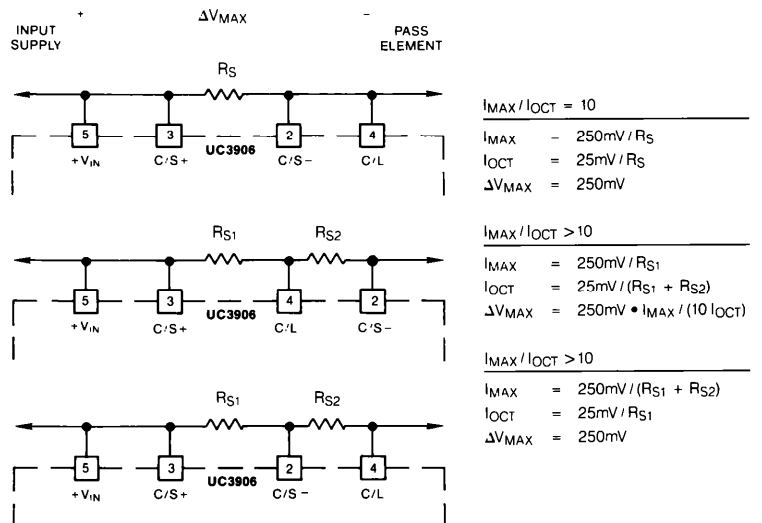 + ΔVMAX −
INPUT SUPPLY
PASS ELEMENT
RS
5 3 2 4
UC3906
+VIN C/S+ C/S− C/L
IMAX/IOCT = 10
IMAX − 250mV/RS
IOCT = 25mV/RS
ΔVMAX = 250mV
RS1 RS2
5 3 4 2
UC3906
+VIN C/S+ C/L C/S−
IMAX/IOCT >10
IMAX = 250mV/RS1
IOCT = 25mV/(RS1 + RS2)
ΔVMAX = 250mV • IMAX/(10 IOCT)
RS1 RS2
5 3 2 4
UC3906
+VIN C/S+ C/S− C/L
IMAX/IOCT >10
IMAX = 250mV/(RS1 + RS2)
IOCT = 25mV/RS1
ΔVMAX = 250mV